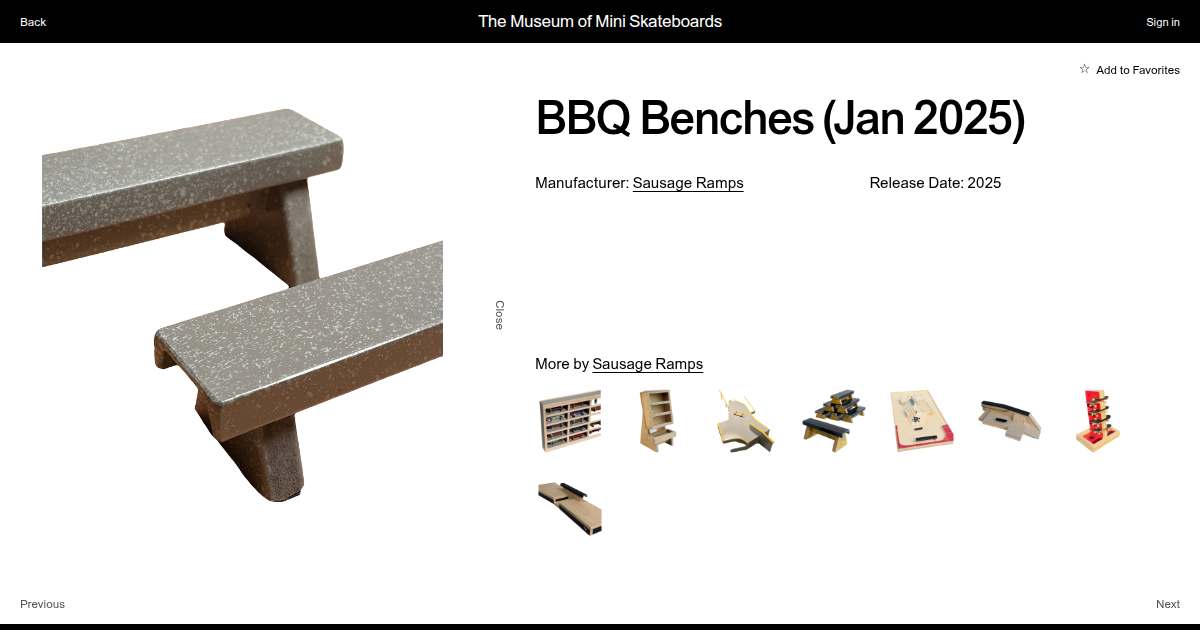 Back
The Museum of Mini Skateboards
Sign in
☆ Add to Favorites
BBQ Benches (Jan 2025)
Manufacturer: Sausage Ramps
Release Date: 2025
Close
More by Sausage Ramps
Previous
Next